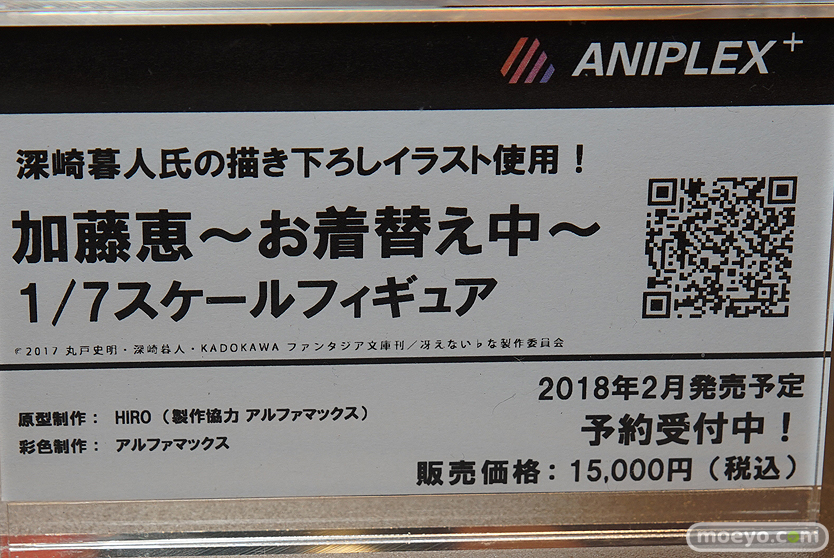 ANIPLEX+
深崎暮人氏の描き下ろしイラスト使用！
加藤恵～お着替え中～
1/7スケールフィギュア
©2017 丸戸史明・深崎暮人・KADOKAWA ファンタジア文庫刊／冴えない♭な製作委員会
2018年2月発売予定
予約受付中！
販売価格：15,000円（税込）
原型制作： HIRO（製作協力 アルファマックス）
彩色制作： アルファマックス
moeyo.com